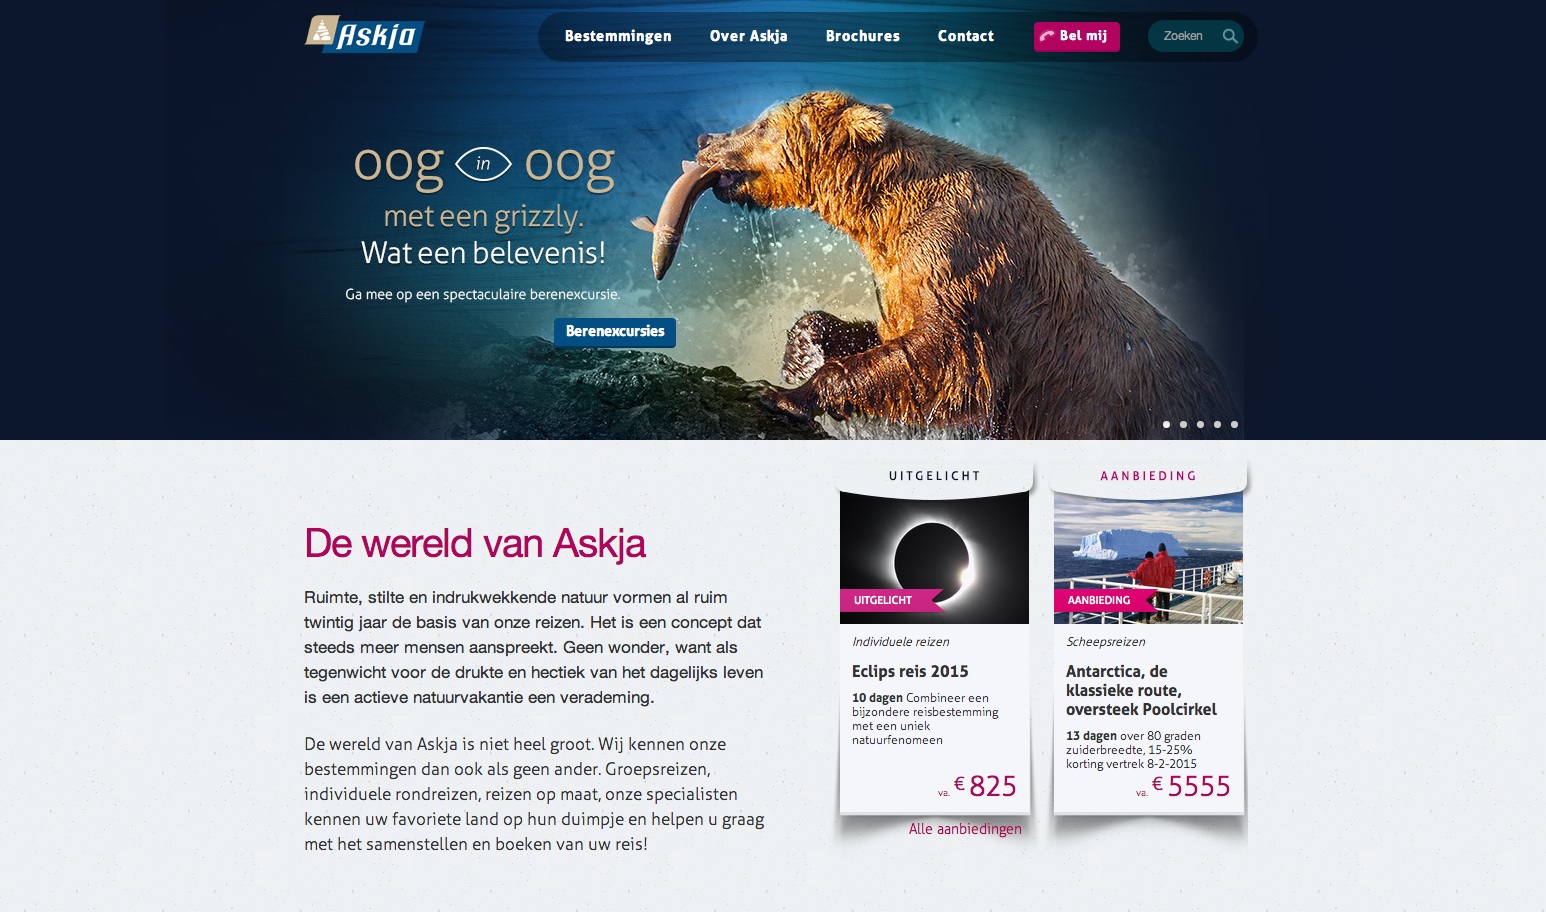 Askja
Bestemmingen
Over Askja
Brochures
Contact
Bel mij
Zoeken
oog in oog
met een grizzly.
Wat een belevenis!
Ga mee op een spectaculaire berenexcursie.
Berenexcursies
De wereld van Askja
Ruimte, stilte en indrukwekkende natuur vormen al ruim
twintig jaar de basis van onze reizen. Het is een concept dat
steeds meer mensen aanspreekt. Geen wonder, want als
tegenwicht voor de drukte en hectiek van het dagelijks leven
is een actieve natuurvakantie een verademing.
De wereld van Askja is niet heel groot. Wij kennen onze
bestemmingen dan ook als geen ander. Groepsreizen,
individuele rondreizen, reizen op maat, onze specialisten
kennen uw favoriete land op hun duimpje en helpen u graag
met het samenstellen en boeken van uw reis!
UITGELICHT
UITGELICHT
Individuele reizen
Eclips reis 2015
10 dagen Combineer een
bijzondere reisbestemming
met een uniek
natuurfenomeen
va. € 825
Alle aanbiedingen
AANBIEDING
AANBIEDING
Scheepsreizen
Antarctica, de
klassieke route,
oversteek Poolcirkel
13 dagen over 80 graden
zuiderbreedte, 15-25%
korting vertrek 8-2-2015
va. € 5555